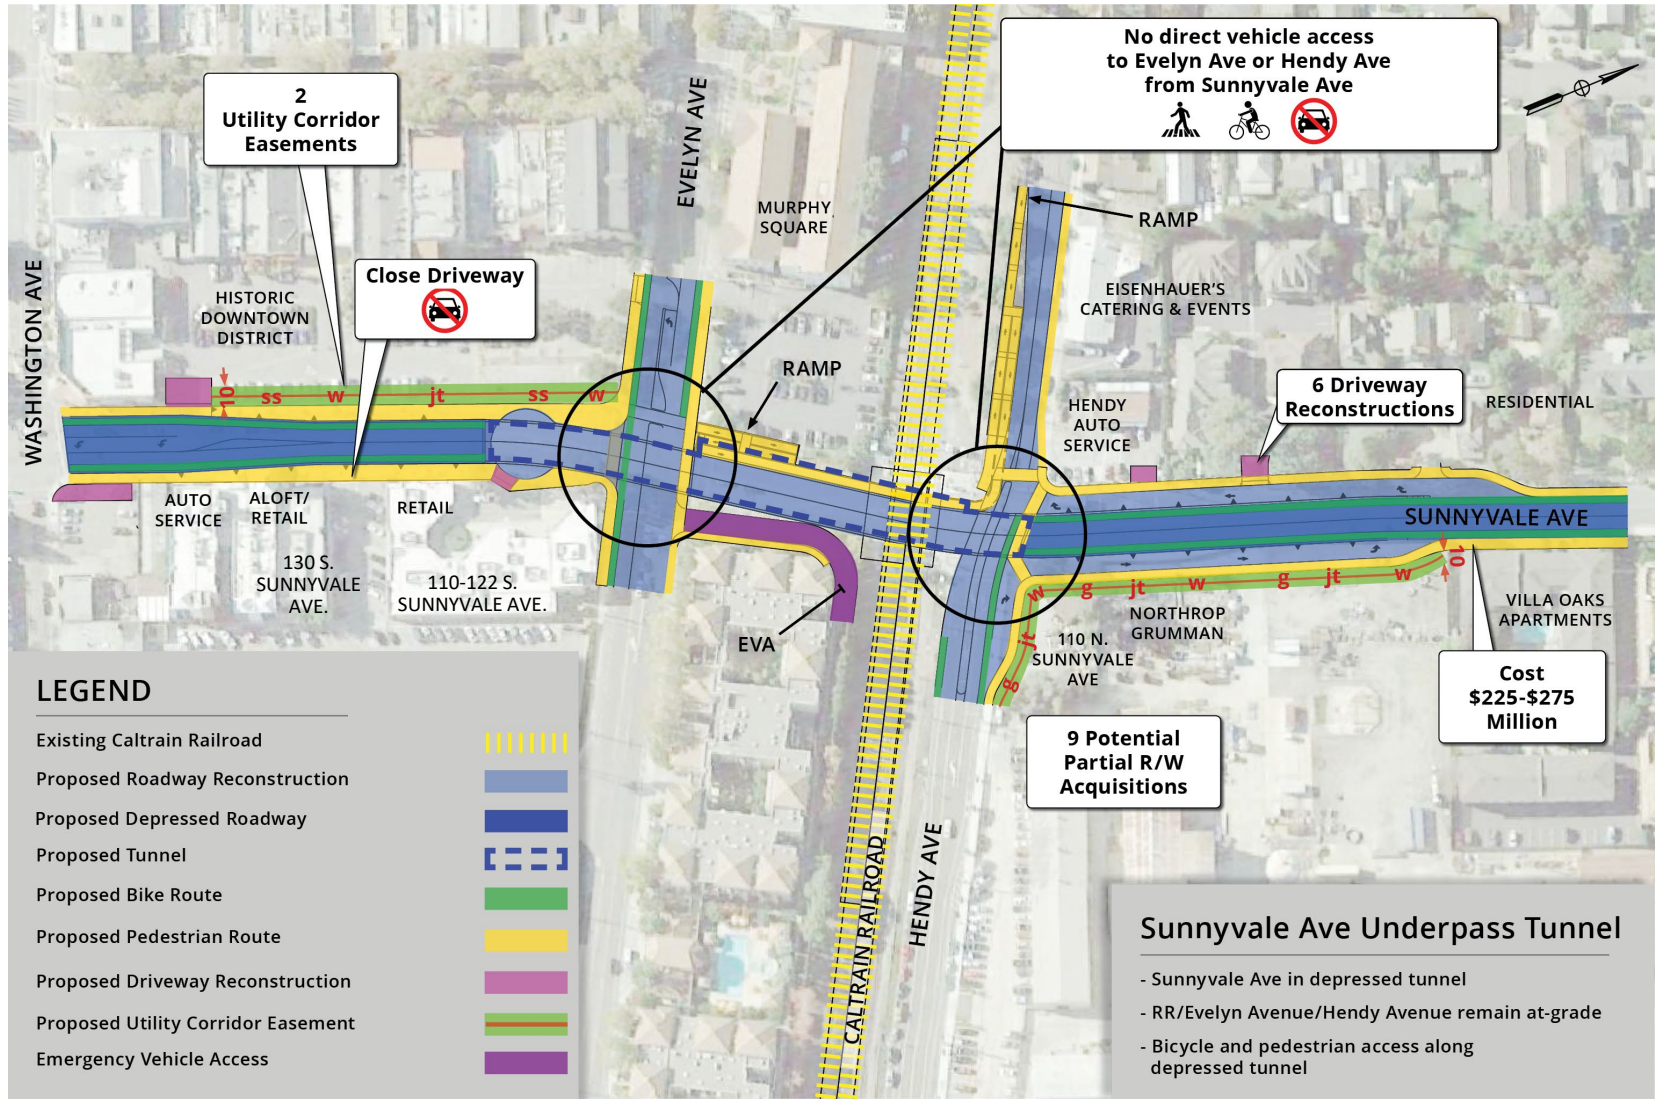 No direct vehicle access
to Evelyn Ave or Hendy Ave
from Sunnyvale Ave
2
Utility Corridor
Easements
EVELYN AVE
MURPHY
SQUARE
RAMP
Close Driveway
WASHINGTON AVE
HISTORIC
DOWNTOWN
DISTRICT
EISENHAUER'S
CATERING & EVENTS
RAMP
6 Driveway
Reconstructions
RESIDENTIAL
HENDY
AUTO
SERVICE
10
ss
w
jt
ss
w
AUTO
SERVICE
ALOFT/
RETAIL
RETAIL
SUNNYVALE AVE
130 S.
SUNNYVALE
AVE.
110-122 S.
SUNNYVALE AVE.
EVA
w
g
jt
w
g
jt
w
10
jt
g
NORTHROP
GRUMMAN
110 N.
SUNNYVALE
AVE
VILLA OAKS
APARTMENTS
Cost
$225-$275
Million
9 Potential
Partial R/W
Acquisitions
CALTRAIN RAILROAD
HENDY AVE
LEGEND
Existing Caltrain Railroad
Proposed Roadway Reconstruction
Proposed Depressed Roadway
Proposed Tunnel
Proposed Bike Route
Proposed Pedestrian Route
Proposed Driveway Reconstruction
Proposed Utility Corridor Easement
Emergency Vehicle Access
Sunnyvale Ave Underpass Tunnel
- Sunnyvale Ave in depressed tunnel
- RR/Evelyn Avenue/Hendy Avenue remain at-grade
- Bicycle and pedestrian access along
depressed tunnel